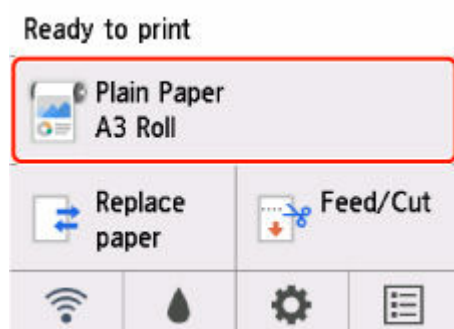 Ready to print
Plain Paper
A3 Roll
Replace
paper
Feed/Cut